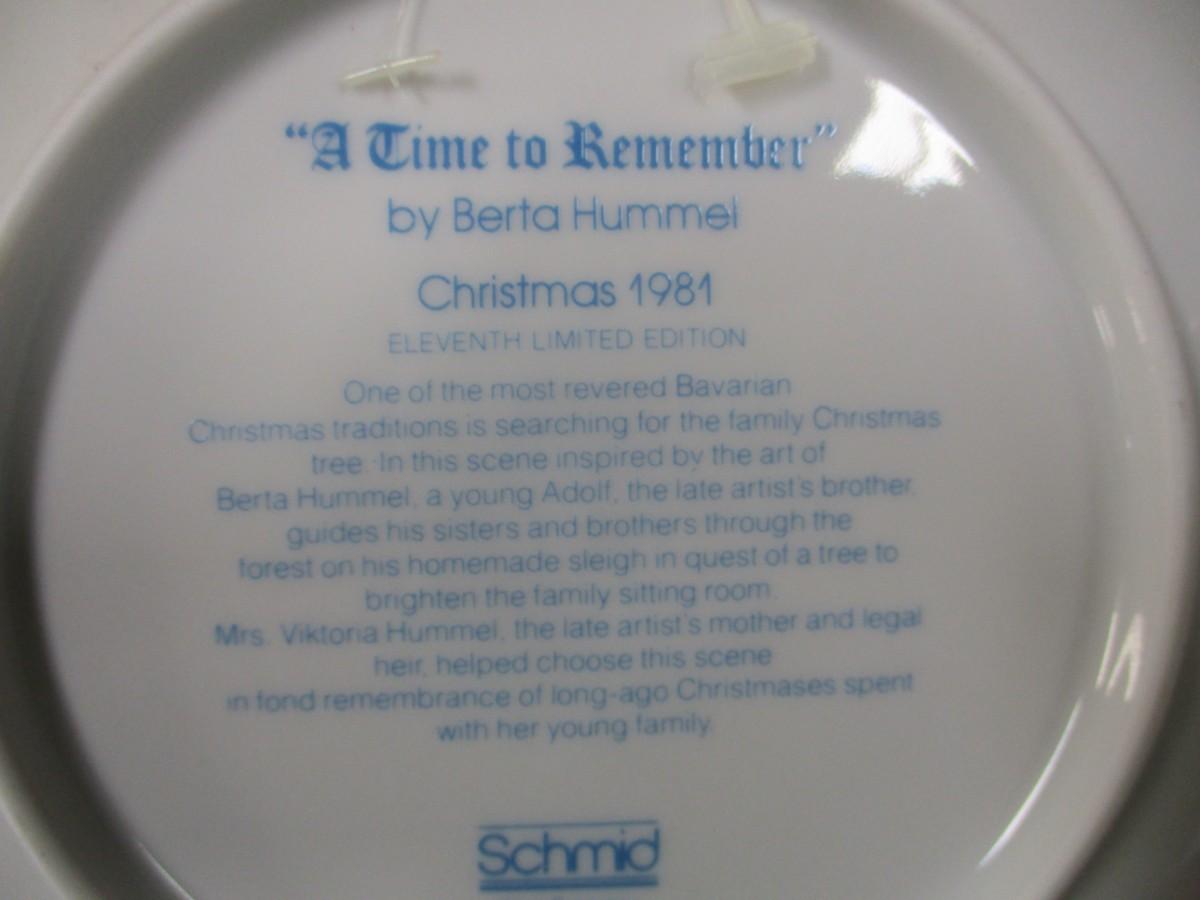 “A Time to Remember”
by Berta Hummel
Christmas 1981
ELEVENTH LIMITED EDITION
One of the most revered Bavarian
Christmas traditions is searching for the family Christmas
tree. In this scene inspired by the art of
Berta Hummel, a young Adolf, the late artist's brother,
guides his sisters and brothers through the
forest on his homemade sleigh in quest of a tree to
brighten the family sitting room.
Mrs. Viktoria Hummel, the late artist's mother and legal
heir, helped choose this scene
in fond remembrance of long-ago Christmases spent
with her young family.
Schmid